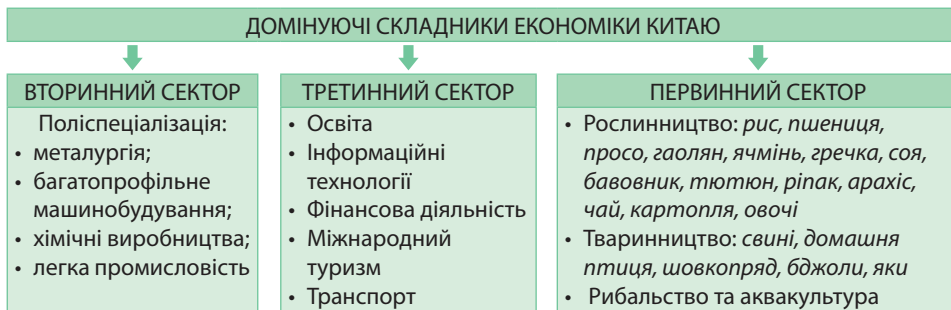 ДОМІНУЮЧІ СКЛАДНИКИ ЕКОНОМІКИ КИТАЮ
ВТОРИННИЙ СЕКТОР
Поліспеціалізація:
• металургія;
• багатопрофільне
машинобудування;
• хімічні виробництва;
• легка промисловість
ТРЕТИННИЙ СЕКТОР
• Освіта
• Інформаційні
технології
• Фінансова діяльність
• Міжнародний
туризм
• Транспорт
ПЕРВИННИЙ СЕКТОР
• Рослинництво: рис, пшениця,
просо, гаолян, ячмінь, гречка, соя,
бавовник, тютюн, ріпак, арахіс,
чай, картопля, овочі
• Тваринництво: свині, домашня
птиця, шовкопряд, бджоли, яки
• Рибальство та аквакультура